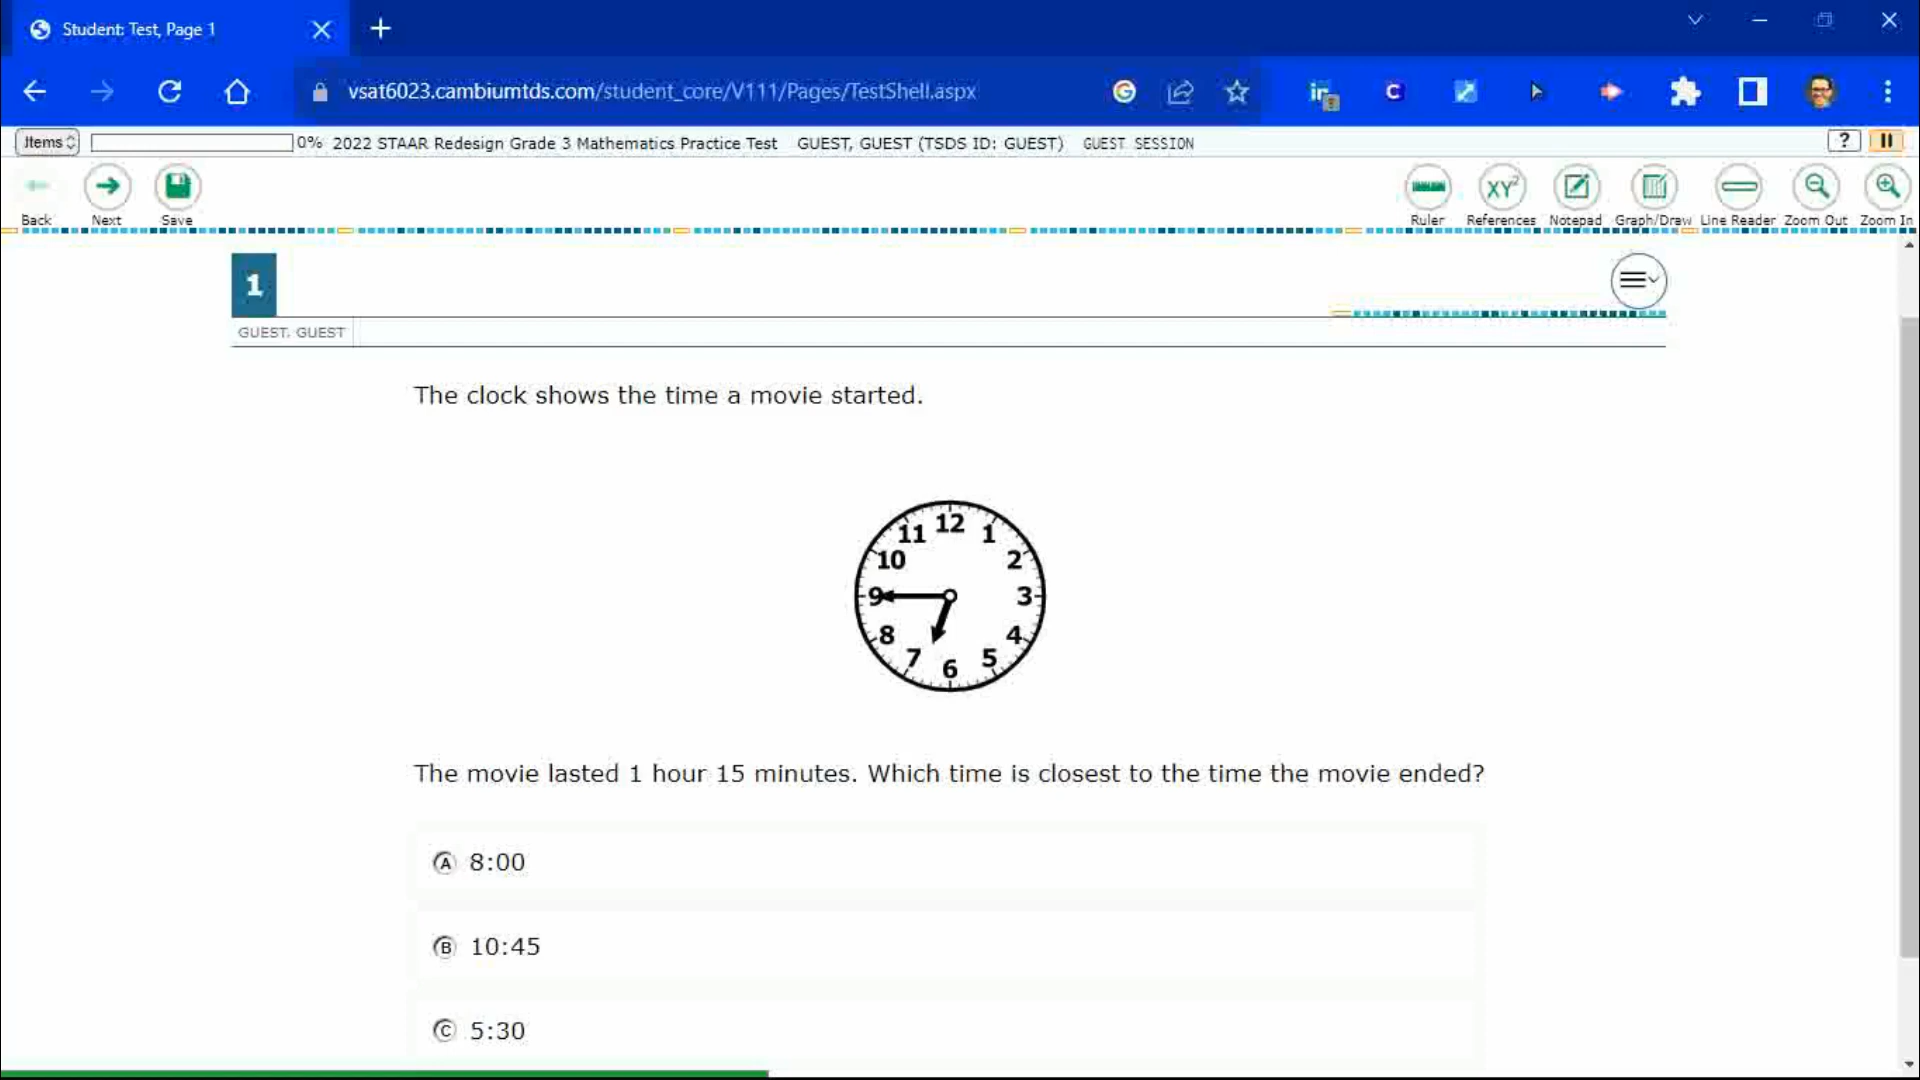 Student: Test, Page 1
vsat6023.cambiumtds.com/student_core/V111/Pages/TestShell.aspx
Items 0% 2022 STAAR Redesign Grade 3 Mathematics Practice Test GUEST, GUEST (TSDS ID: GUEST) GUEST SESSION ?
XY²
Back Next Save Ruler References Notepad Graph/Draw Line Reader Zoom Out Zoom In
1
GUEST, GUEST
The clock shows the time a movie started.
12
11 1
10 2
9 3
8 4
7 5
6
The movie lasted 1 hour 15 minutes. Which time is closest to the time the movie ended?
A 8:00
B 10:45
C 5:30